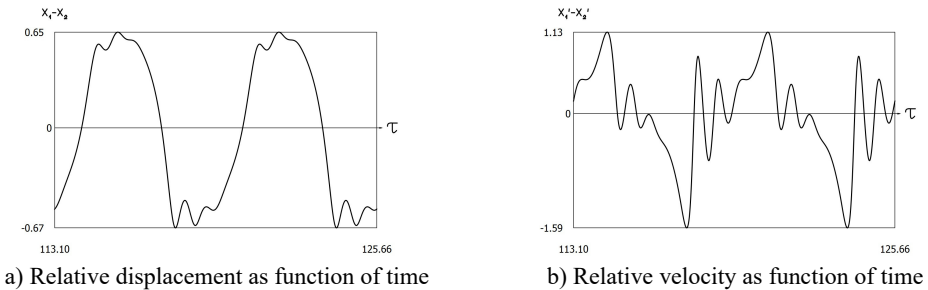 X₁-X₂
0.65
0
-0.67
113.10
125.66
τ
a) Relative displacement as function of time
X₁'-X₂'
1.13
0
-1.59
113.10
125.66
τ
b) Relative velocity as function of time